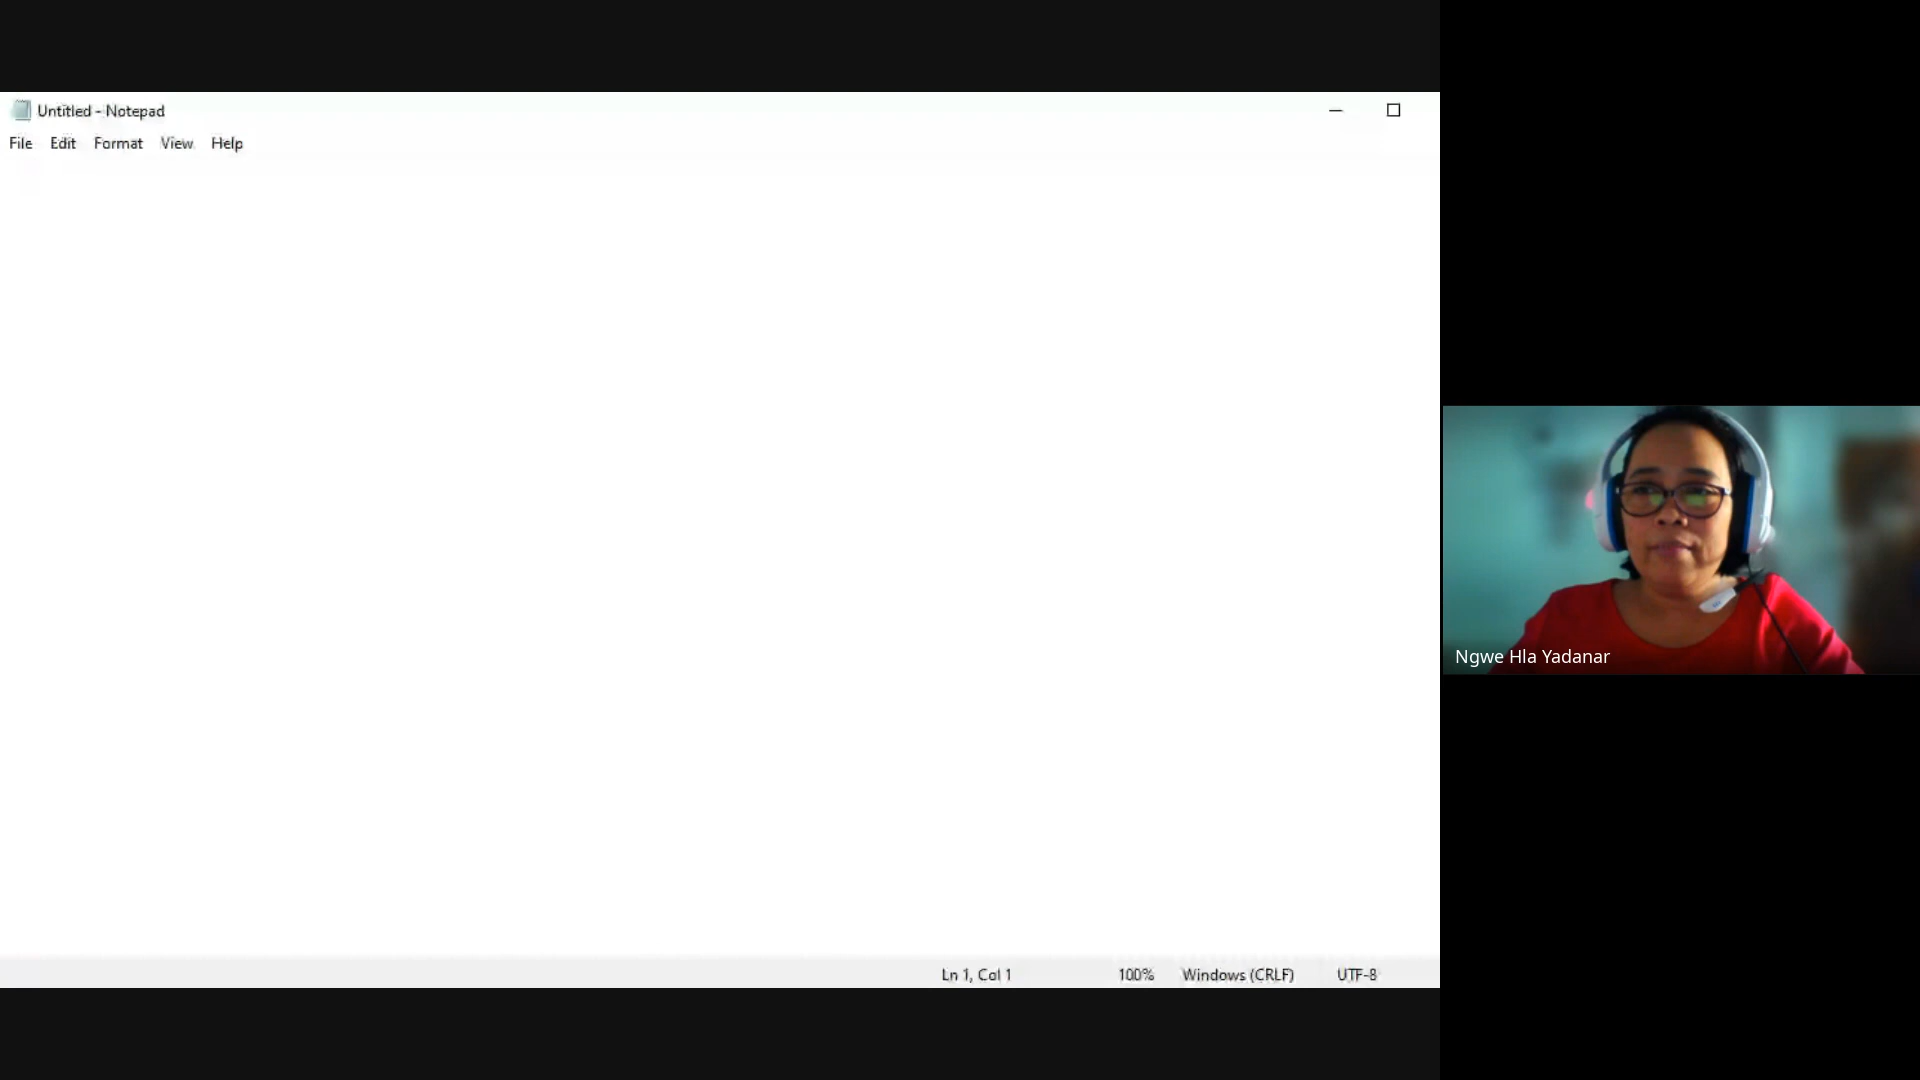 Untitled - Notepad
File Edit Format View Help
Ngwe Hla Yadanar
Ln 1, Col 1 100% Windows (CRLF) UTF-8